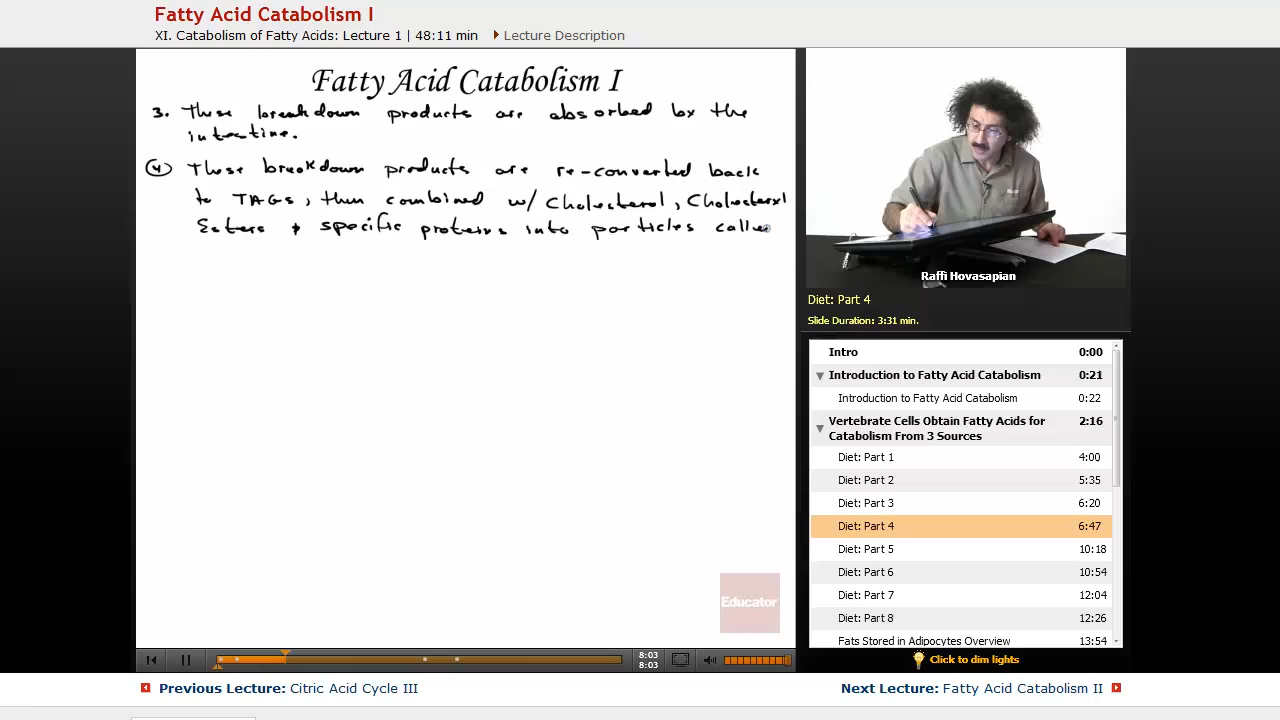 Fatty Acid Catabolism I
XI. Catabolism of Fatty Acids: Lecture 1 | 48:11 min
Lecture Description
Fatty Acid Catabolism I
3. These breakdown products are absorbed by the
intestine.
4 These breakdown products are re-converted back
to TAGs, then combined w/ Cholesterol, Cholesteryl
Esters + specific proteins into particles calle
Educator
Raffi Hovasapian
Diet: Part 4
Slide Duration: 3:31 min.
Intro 0:00
Introduction to Fatty Acid Catabolism 0:21
Introduction to Fatty Acid Catabolism 0:22
Vertebrate Cells Obtain Fatty Acids for 2:16
Catabolism From 3 Sources
Diet: Part 1 4:00
Diet: Part 2 5:35
Diet: Part 3 6:20
Diet: Part 4 6:47
Diet: Part 5 10:18
Diet: Part 6 10:54
Diet: Part 7 12:04
Diet: Part 8 12:26
Fats Stored in Adipocytes Overview 13:54
8:03
8:03
Click to dim lights
Previous Lecture: Citric Acid Cycle III
Next Lecture: Fatty Acid Catabolism II